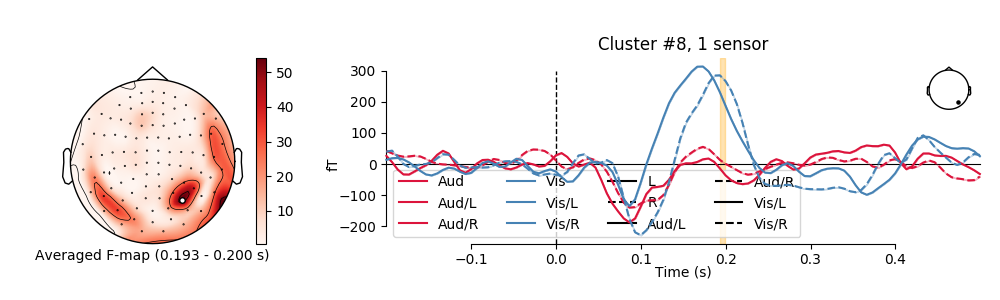 Cluster #8, 1 sensor
50
40
30
20
10
Averaged F-map (0.193 - 0.200 s)
fT
300
200
100
0
−100
−200
Aud Vis L Aud/R
Aud/L Vis/L R Vis/L
Aud/R Vis/R Aud/L Vis/R
−0.1 0.0 0.1 0.2 0.3 0.4
Time (s)